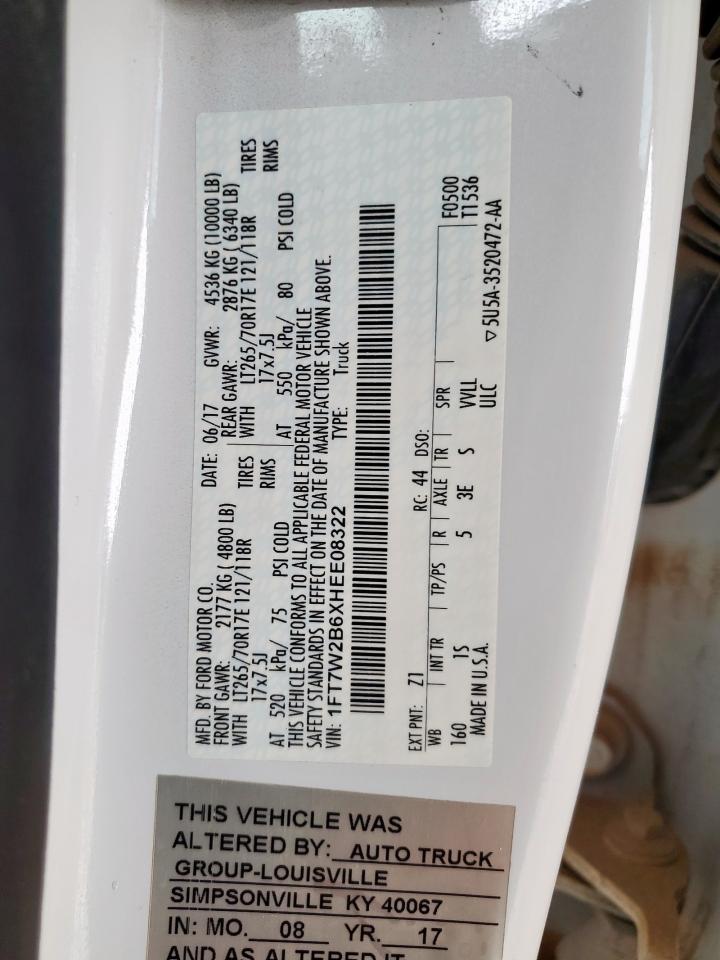 MFD. BY FORD MOTOR CO.
DATE: 06/17 GVWR: 4536 KG (10000 LB)
FRONT GAWR: 2177 KG ( 4800 LB) REAR GAWR: 2876 KG ( 6340 LB)
WITH LT265/70R17E 121/118R TIRES WITH LT265/70R17E 121/118R TIRES
17x7.5J RIMS 17x7.5J RIMS
AT 520 kPa/ 75 PSI COLD AT 550 kPa/ 80 PSI COLD
THIS VEHICLE CONFORMS TO ALL APPLICABLE FEDERAL MOTOR VEHICLE
SAFETY STANDARDS IN EFFECT ON THE DATE OF MANUFACTURE SHOWN ABOVE.
VIN: 1FT7W2B6XHEE08322 TYPE: Truck
EXT PNT: Z1 RC: 44 DSO:
WB INT TR TP/PS R AXLE TR SPR F0500
160 1S 5 3E S VVLL T1536
ULC
MADE IN U.S.A. ▽5U5A-3520472-AA
THIS VEHICLE WAS
ALTERED BY: AUTO TRUCK
GROUP-LOUISVILLE
SIMPSONVILLE KY 40067
IN: MO. 08 YR. 17
AND AS ALTERED IT